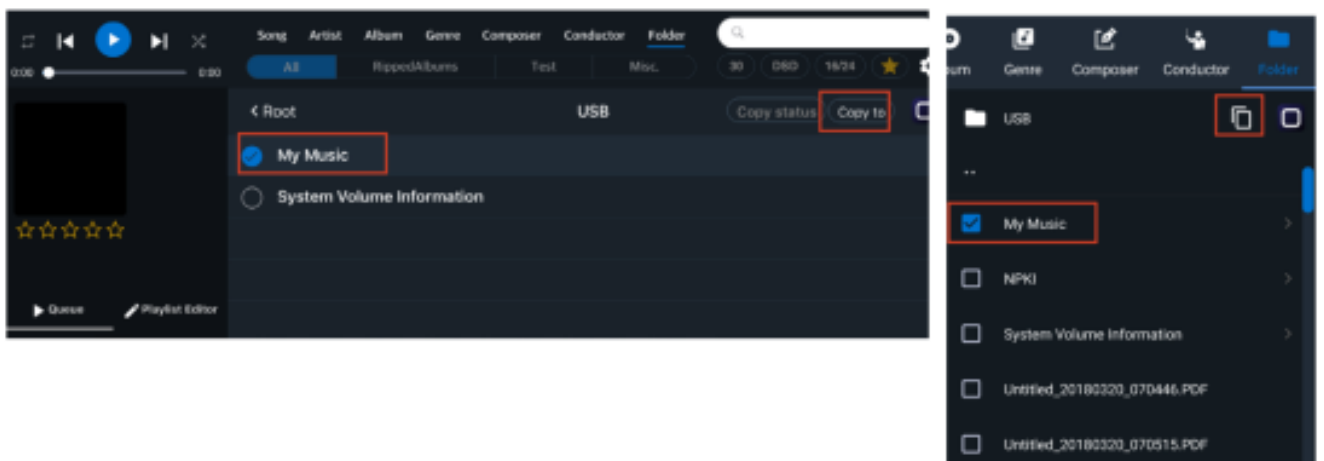 Song Artist Album Genre Composer Conductor Folder
0:00 0:00
All RippedAlbums Test Misc. 30 DSD 16/24
< Root USB Copy status Copy to
My Music
System Volume Information
Queue Playlist Editor
um Genre Composer Conductor Folder
USB
..
My Music
NPKI
System Volume Information
Untitled_20180320_070446.PDF
Untitled_20180320_070515.PDF